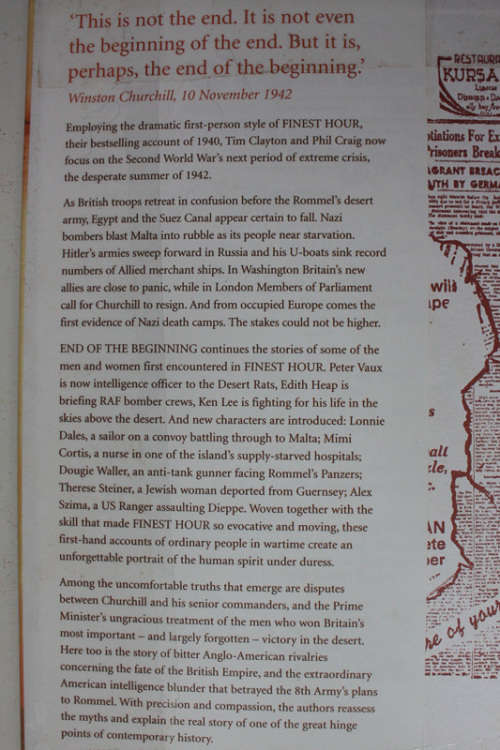 'This is not the end. It is not even
the beginning of the end. But it is,
perhaps, the end of the beginning.'
Winston Churchill, 10 November 1942
Employing the dramatic first-person style of FINEST HOUR,
their bestselling account of 1940, Tim Clayton and Phil Craig now
focus on the Second World War's next period of extreme crisis,
the desperate summer of 1942.
As British troops retreat in confusion before the Rommel's desert
army, Egypt and the Suez Canal appear certain to fall. Nazi
bombers blast Malta into rubble as its people near starvation.
Hitler's armies sweep forward in Russia and his U-boats sink record
numbers of Allied merchant ships. In Washington Britain's new
allies are close to panic, while in London Members of Parliament
call for Churchill to resign. And from occupied Europe comes the
first evidence of Nazi death camps. The stakes could not be higher.
END OF THE BEGINNING continues the stories of some of the
men and women first encountered in FINEST HOUR. Peter Vaux
is now intelligence officer to the Desert Rats, Edith Heap is
briefing RAF bomber crews, Ken Lee is fighting for his life in the
skies above the desert. And new characters are introduced: Lonnie
Dales, a sailor on a convoy battling through to Malta; Mimi
Cortis, a nurse in one of the island's supply-starved hospitals;
Dougie Waller, an anti-tank gunner facing Rommel's Panzers;
Therese Steiner, a Jewish woman deported from Guernsey; Alex
Szima, a US Ranger assaulting Dieppe. Woven together with the
skill that made FINEST HOUR so evocative and moving, these
first-hand accounts of ordinary people in wartime create an
unforgettable portrait of the human spirit under duress.
Among the uncomfortable truths that emerge are disputes
between Churchill and his senior commanders, and the Prime
Minister's ungracious treatment of the men who won Britain's
most important – and largely forgotten – victory in the desert.
Here too is the story of bitter Anglo-American rivalries
concerning the fate of the British Empire, and the extraordinary
American intelligence blunder that betrayed the 8th Army's plans
to Rommel. With precision and compassion, the authors reassess
the myths and explain the real story of one of the great hinge
points of contemporary history.
RESTAURA
KURSA
For Ex
Prisoners Break
GRANT BREAC
BY GERM
will
of your